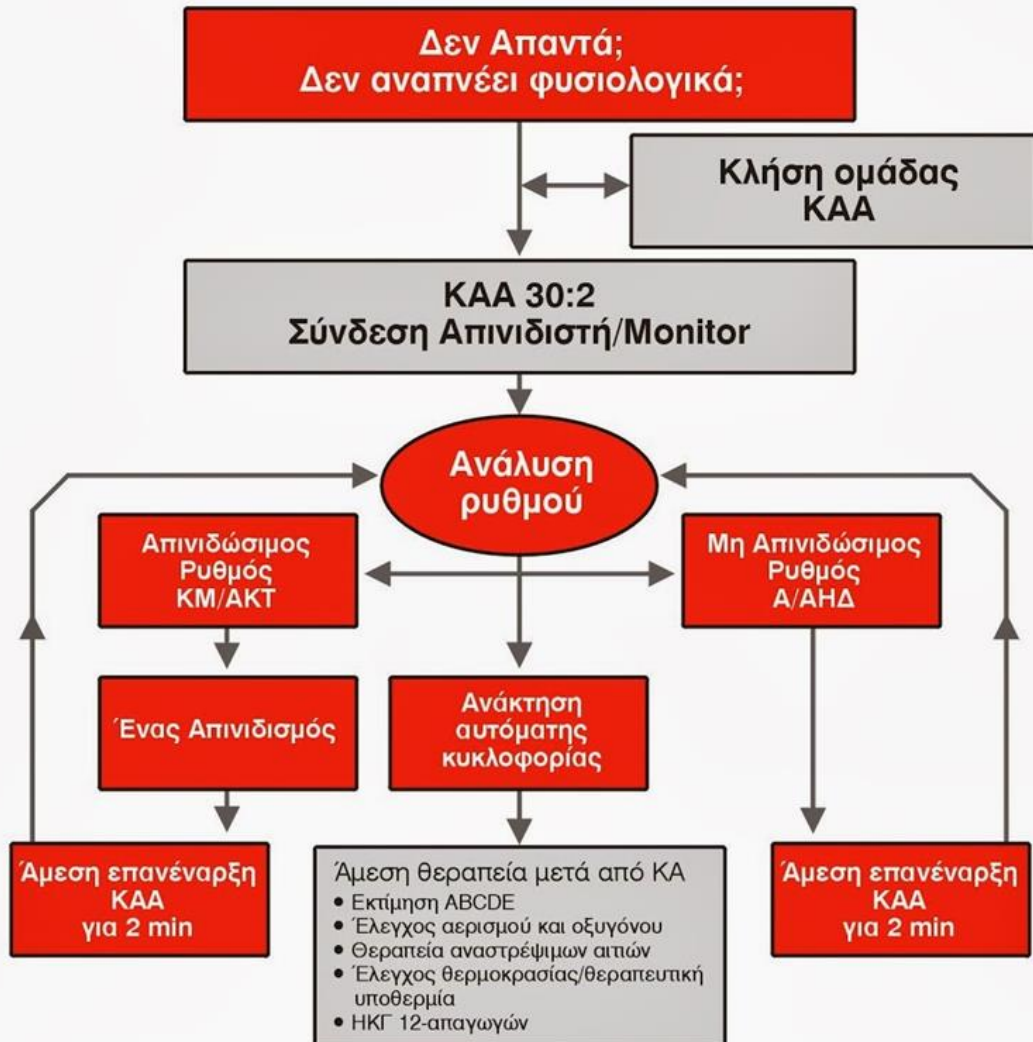 Δεν Απαντά;
Δεν αναπνέει φυσιολογικά;
Κλήση ομάδας
ΚΑΑ
ΚΑΑ 30:2
Σύνδεση Απινιδιστή/Monitor
Ανάλυση
ρυθμού
Απινιδώσιμος
Ρυθμός
ΚΜ/ΑΚΤ
Μη Απινιδώσιμος
Ρυθμός
Α/ΑΗΔ
Ένας Απινιδισμός
Ανάκτηση
αυτόματης
κυκλοφορίας
Άμεση επανέναρξη
ΚΑΑ
για 2 min
Άμεση θεραπεία μετά από ΚΑ
• Εκτίμηση ABCDE
• Έλεγχος αερισμού και οξυγόνου
• Θεραπεία αναστρέψιμων αιτιών
• Έλεγχος θερμοκρασίας/θεραπευτική
υποθερμία
• ΗΚΓ 12-απαγωγών
Άμεση επανέναρξη
ΚΑΑ
για 2 min